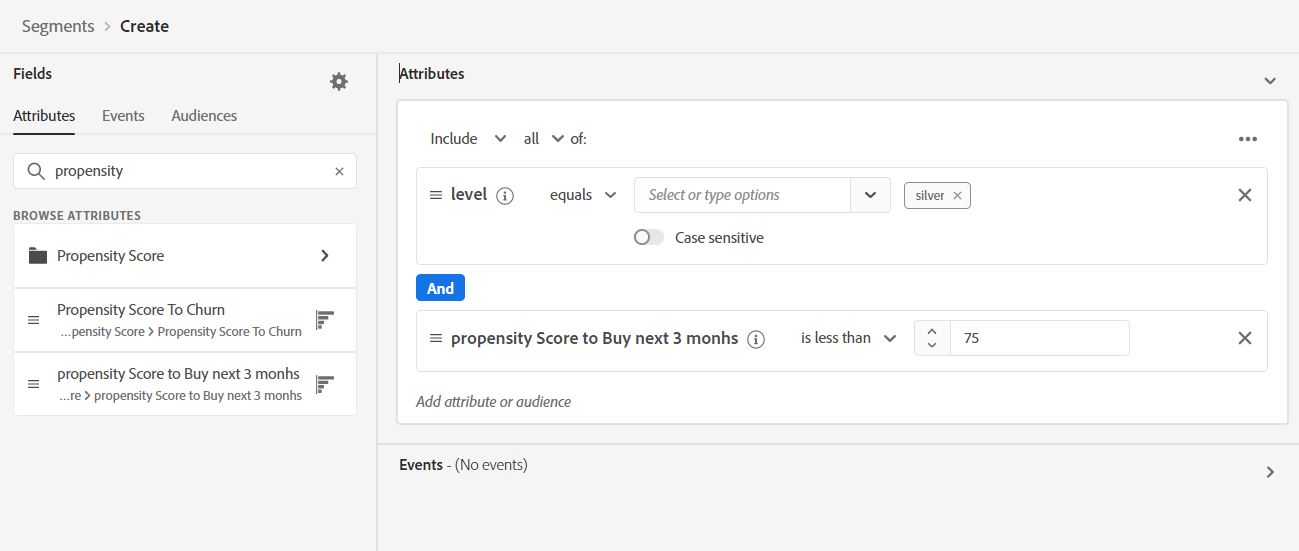 Segments > Create
Fields
Attributes Events Audiences
propensity
BROWSE ATTRIBUTES
Propensity Score
Propensity Score To Churn
...pensity Score > Propensity Score To Churn
propensity Score to Buy next 3 monhs
...re > propensity Score to Buy next 3 monhs
Attributes
Include all of:
level equals Select or type options silver
Case sensitive
And
propensity Score to Buy next 3 monhs is less than 75
Add attribute or audience
Events - (No events)